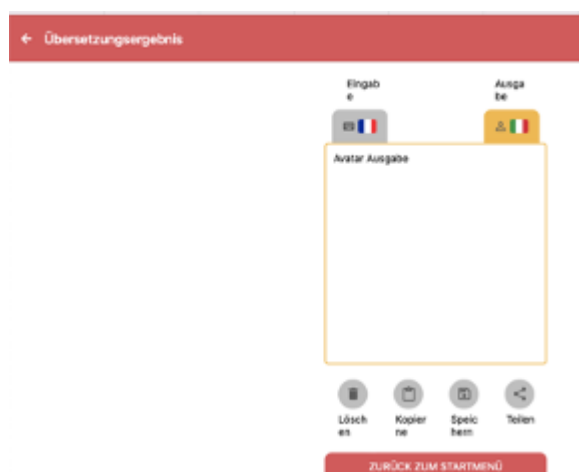 Übersetzungsergebnis
Eingab
e
Ausga
be
Avatar Ausgabe
Lösch
en
Kopier
ne
Speic
hern
Teilen
ZURÜCK ZUM STARTMENÜ